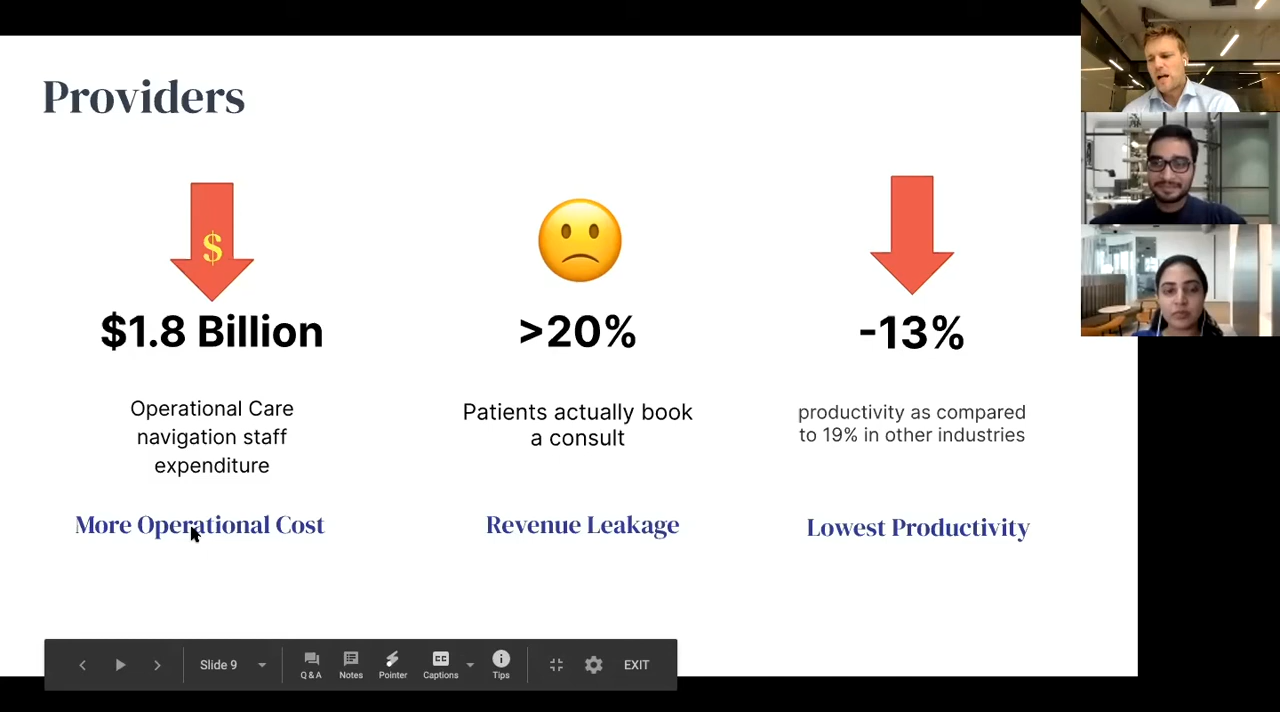 Providers
$
$1.8 Billion
Operational Care
navigation staff
expenditure
More Operational Cost
>20%
Patients actually book
a consult
Revenue Leakage
-13%
productivity as compared
to 19% in other industries
Lowest Productivity
Slide 9
Q&A
Notes
Pointer
CC
Captions
Tips
EXIT